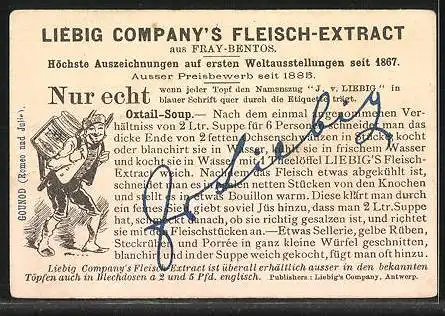 LIEBIG COMPANY'S FLEISCH-EXTRACT
aus FRAY-BENTOS.
Höchste Auszeichnungen auf ersten Weltausstellungen seit 1867.
Ausser Preisbewerb seit 1885.
Nur echt wenn jeder Topf den Namenszug "J. v. LIEBIG" in
blauer Schrift quer durch die Etiquette trägt.
Oxtail-Soup.— Nach dem einmal angenommenen Ver-
hältniss von 2 Ltr. Suppe für 6 Personen, schneidet man das
dicke Ende von 2 fetten Ochsenschwänzen in Stücke
oder blanchirt sie in Wasser, kühlt sie in frischem Wasser
und kocht sie in Wasser mit Theelöffel LIEBIG'S Fleisch-
Extract weich. Nachdem das Fleisch etwas abgekühlt ist,
schneidet man es in netten Stücken von den Knochen
und stellt es in etwas Bouillon warm. Diese klärt man durch
ein feines Sieb, giebt soviel Jüs hinzu, dass man 2 Ltr. Suppe
hat, schmeckt danach, ob sie richtig gesalzen ist, und richtet
sie mit den Fleischstücken an.—Etwas Sellerie, gelbe Rüben,
Steckrüben und Porrée in ganz kleine Würfel geschnitten,
blanchirt und in der Suppe weich gekocht, fügt man oft hinzu.
GOUNOD (Romeo und Julie).
J v Liebig
Liebig Company's Fleisch-Extract ist überall erhältlich ausser in den bekannten
Töpfen auch in Blechdosen a 2 und 5 Pfd. englisch. Publishers: Liebig's Company, Antwerp.